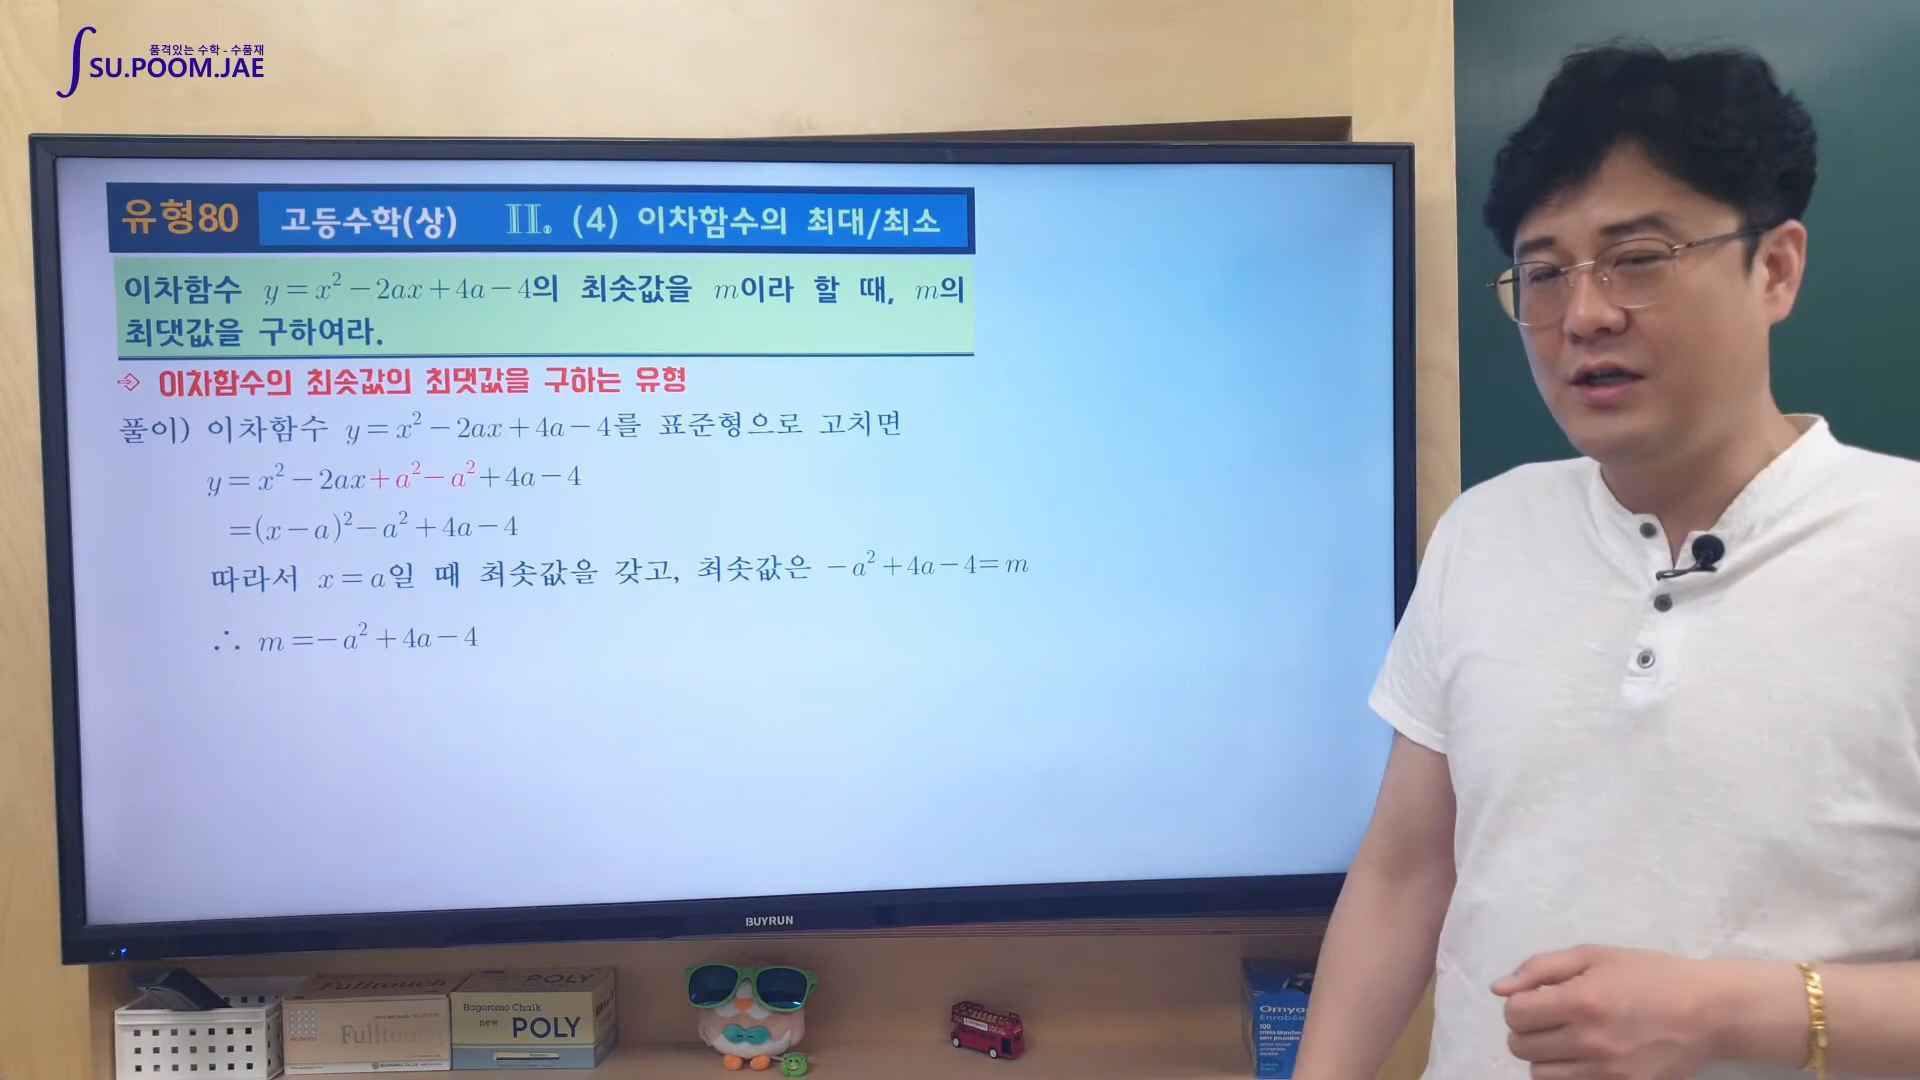 품격있는 수학 - 수품재
SU.POOM.JAE
유형80 고등수학(상) Ⅱ. (4) 이차함수의 최대/최소
이차함수 y=x²-2ax+4a-4의 최솟값을 m이라 할 때, m의
최댓값을 구하여라.
이차함수의 최솟값의 최댓값을 구하는 유형
풀이) 이차함수 y=x²-2ax+4a-4를 표준형으로 고치면
y=x²-2ax+a²-a²+4a-4
=(x-a)²-a²+4a-4
따라서 x=a일 때 최솟값을 갖고, 최솟값은 -a²+4a-4=m
∴ m=-a²+4a-4
BUYRUN
Fulltouch
Fulltouch
POLY
Hagoromo Chalk
new POLY
Omya
Enrobée
100